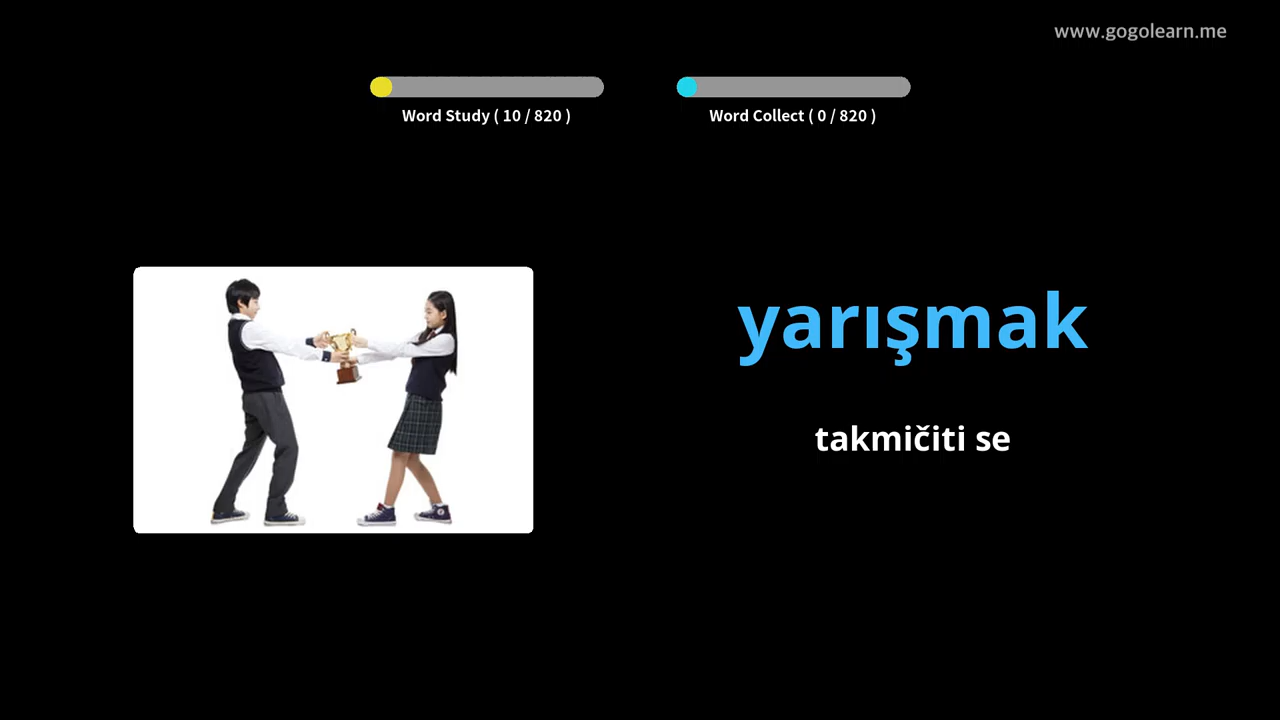 www.gogolearn.me
Word Study ( 10 / 820 )
Word Collect ( 0 / 820 )
yarışmak
takmičiti se